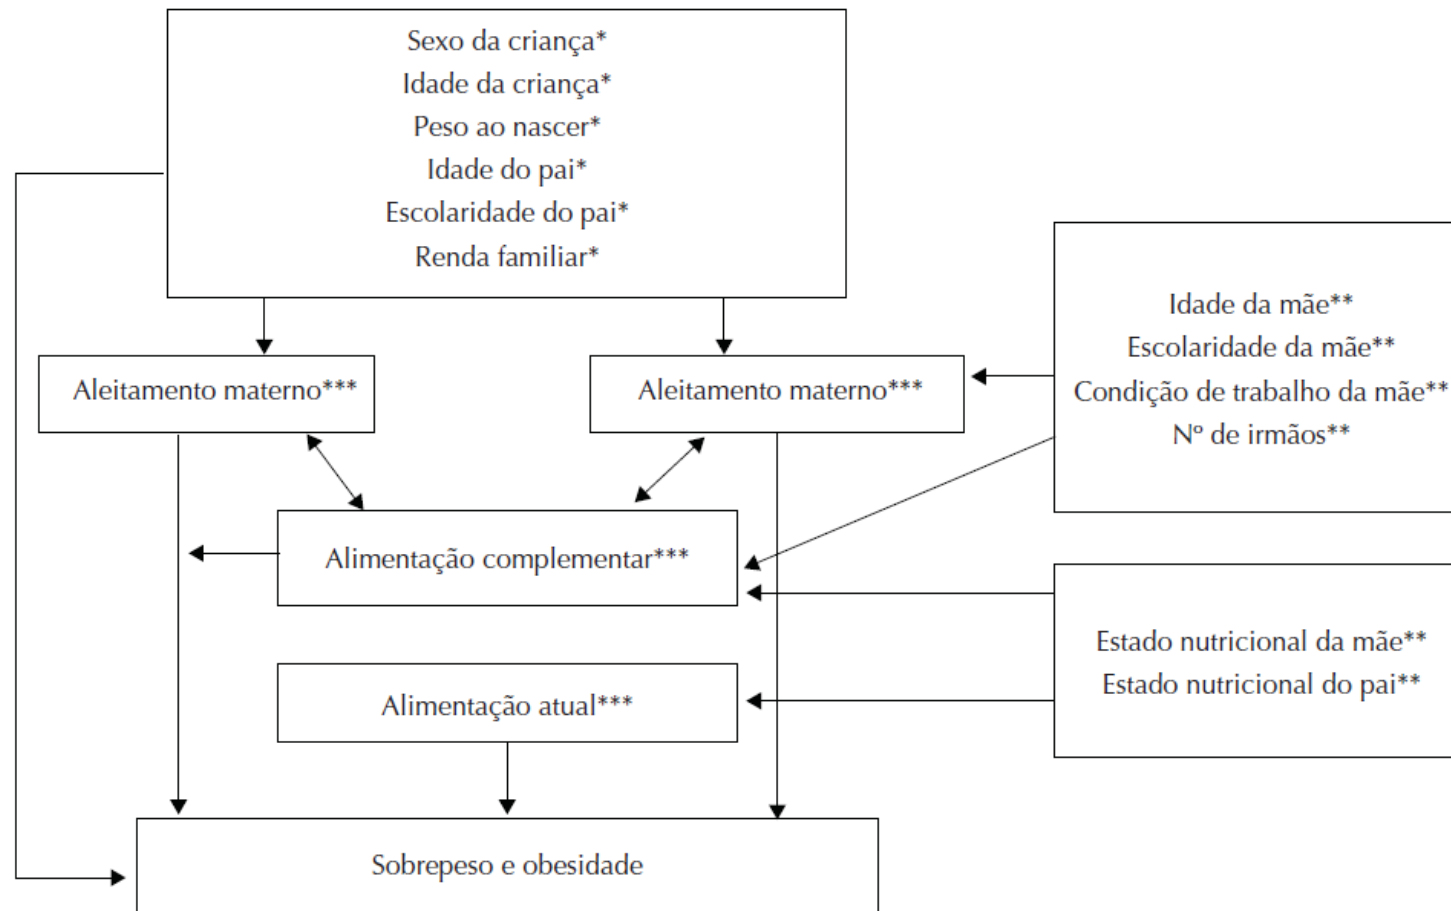 Sexo da criança*
Idade da criança*
Peso ao nascer*
Idade do pai*
Escolaridade do pai*
Renda familiar*
Idade da mãe**
Escolaridade da mãe**
Condição de trabalho da mãe**
Nº de irmãos**
Aleitamento materno***
Aleitamento materno***
Alimentação complementar***
Estado nutricional da mãe**
Estado nutricional do pai**
Alimentação atual***
Sobrepeso e obesidade